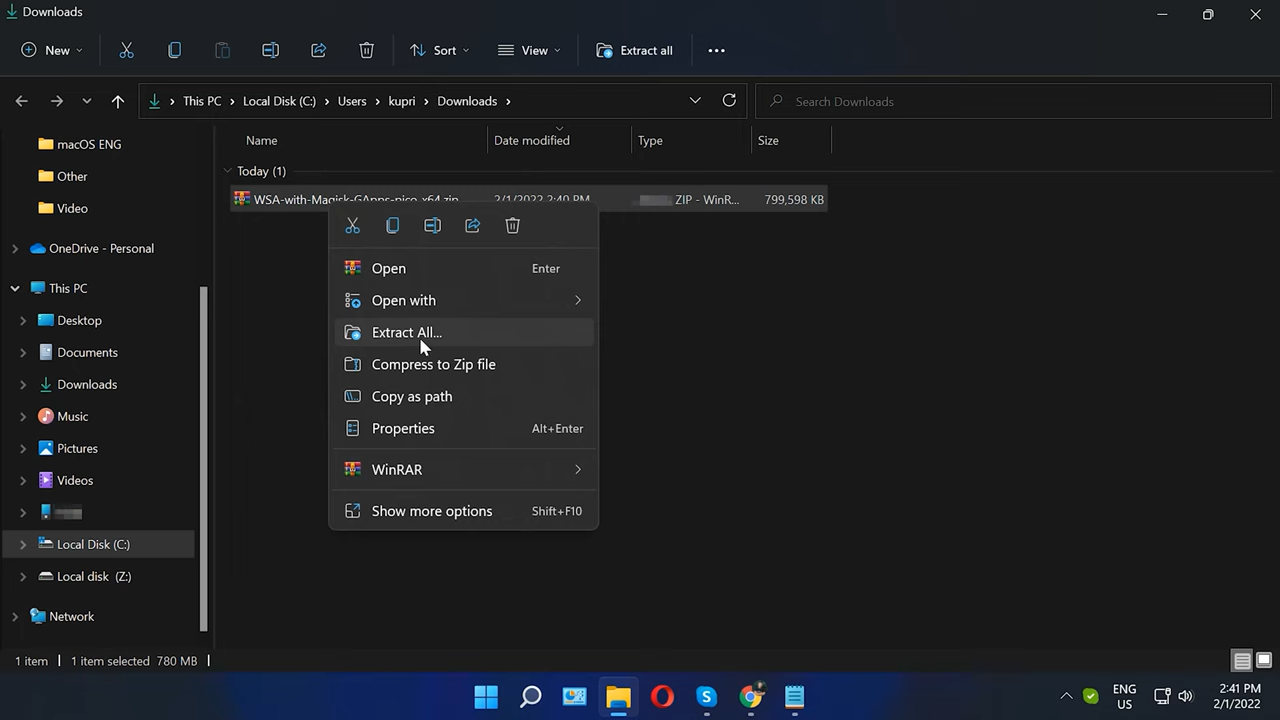 Downloads
New
Sort
View
Extract all
This PC
Local Disk (C:)
Users
kupri
Downloads
Search Downloads
Name
Date modified
Type
Size
Today (1)
WSA-with-Magisk-GApps-pico_x64.zip
2/1/2022 2:40 PM
ZIP - WinR...
799,598 KB
Open
Enter
Open with
Extract All...
Compress to Zip file
Copy as path
Properties
Alt+Enter
WinRAR
Show more options
Shift+F10
macOS ENG
Other
Video
OneDrive - Personal
This PC
Desktop
Documents
Downloads
Music
Pictures
Videos
Local Disk (C:)
Local disk (Z:)
Network
1 item
1 item selected 780 MB
ENG
US
2:41 PM
2/1/2022